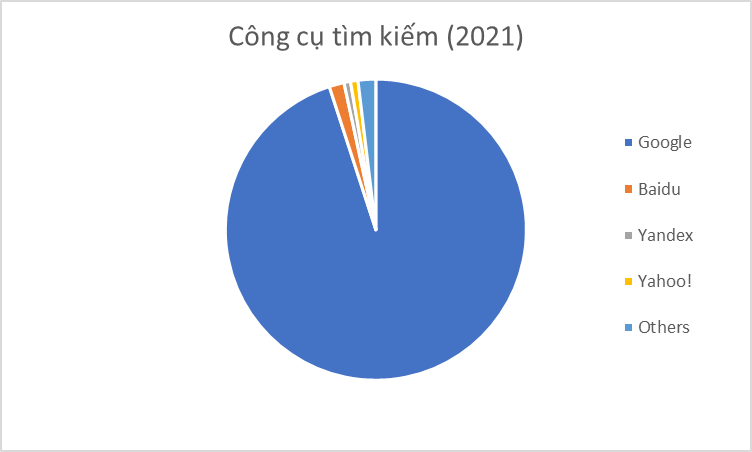 Công cụ tìm kiếm (2021)
Google
Baidu
Yandex
Yahoo!
Others